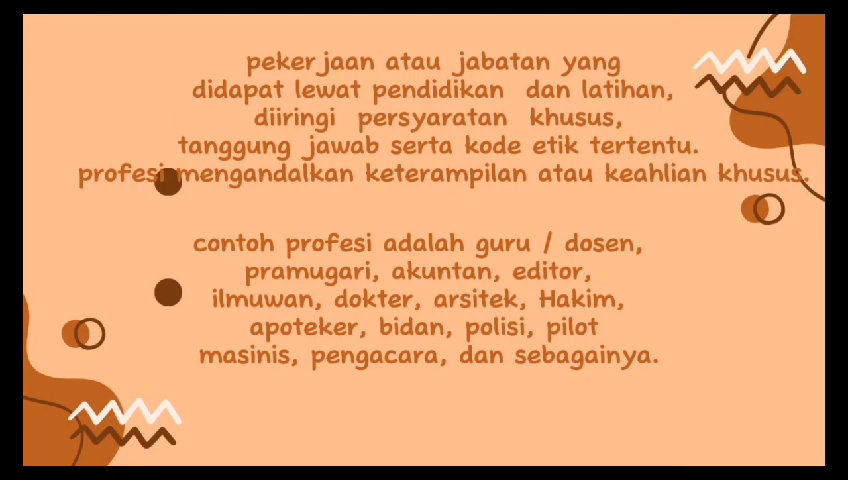 pekerjaan atau jabatan yang
didapat lewat pendidikan dan latihan,
diiringi persyaratan khusus,
tanggung jawab serta kode etik tertentu.
profesi mengandalkan keterampilan atau keahlian khusus.
contoh profesi adalah guru / dosen,
pramugari, akuntan, editor,
ilmuwan, dokter, arsitek, Hakim,
apoteker, bidan, polisi, pilot
masinis, pengacara, dan sebagainya.